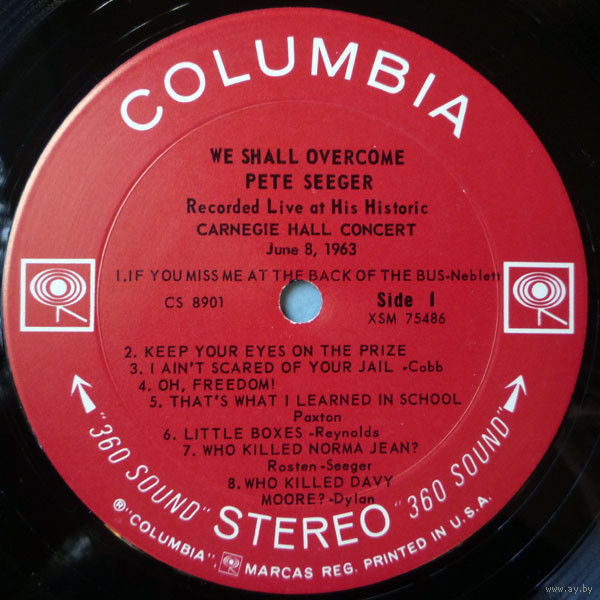 COLUMBIA
WE SHALL OVERCOME
PETE SEEGER
Recorded Live at His Historic
CARNEGIE HALL CONCERT
June 8, 1963
1.IF YOU MISS ME AT THE BACK OF THE BUS-Neblett
CS 8901
Side 1
XSM 75486
2. KEEP YOUR EYES ON THE PRIZE
3. I AIN'T SCARED OF YOUR JAIL -Cobb
4. OH, FREEDOM!
5. THAT'S WHAT I LEARNED IN SCHOOL
Paxton
6. LITTLE BOXES -Reynolds
7. WHO KILLED NORMA JEAN?
Rosten-Seeger
8. WHO KILLED DAVY
MOORE?-Dylan
"360 SOUND" STEREO "360 SOUND"
®"COLUMBIA", MARCAS REG. PRINTED IN U.S.A.
www.ay.by